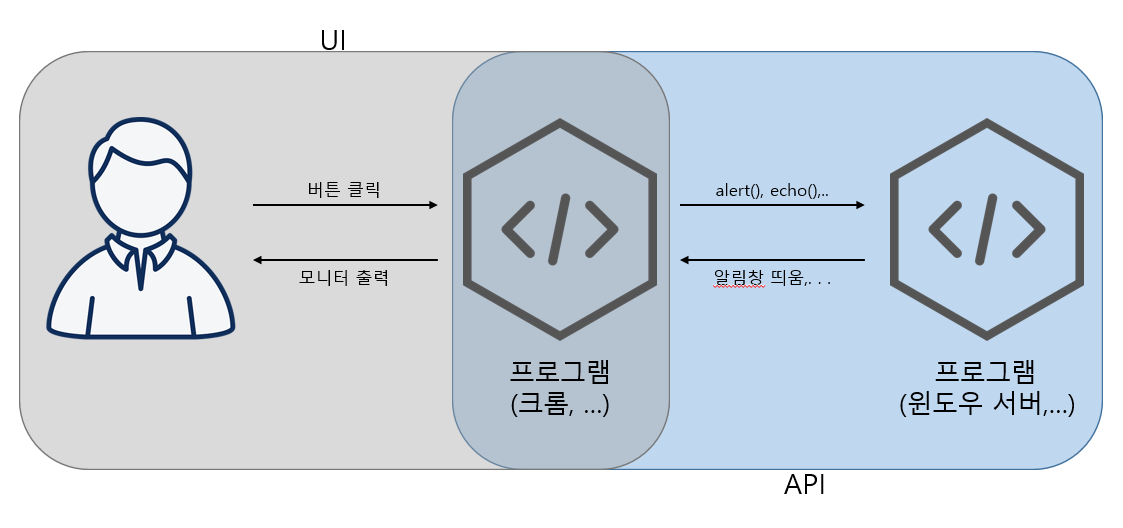 UI
버튼 클릭
모니터 출력
alert(), echo(),..
알림창 띄움,. . .
프로그램
(크롬, ...)
프로그램
(윈도우 서버,...)
API